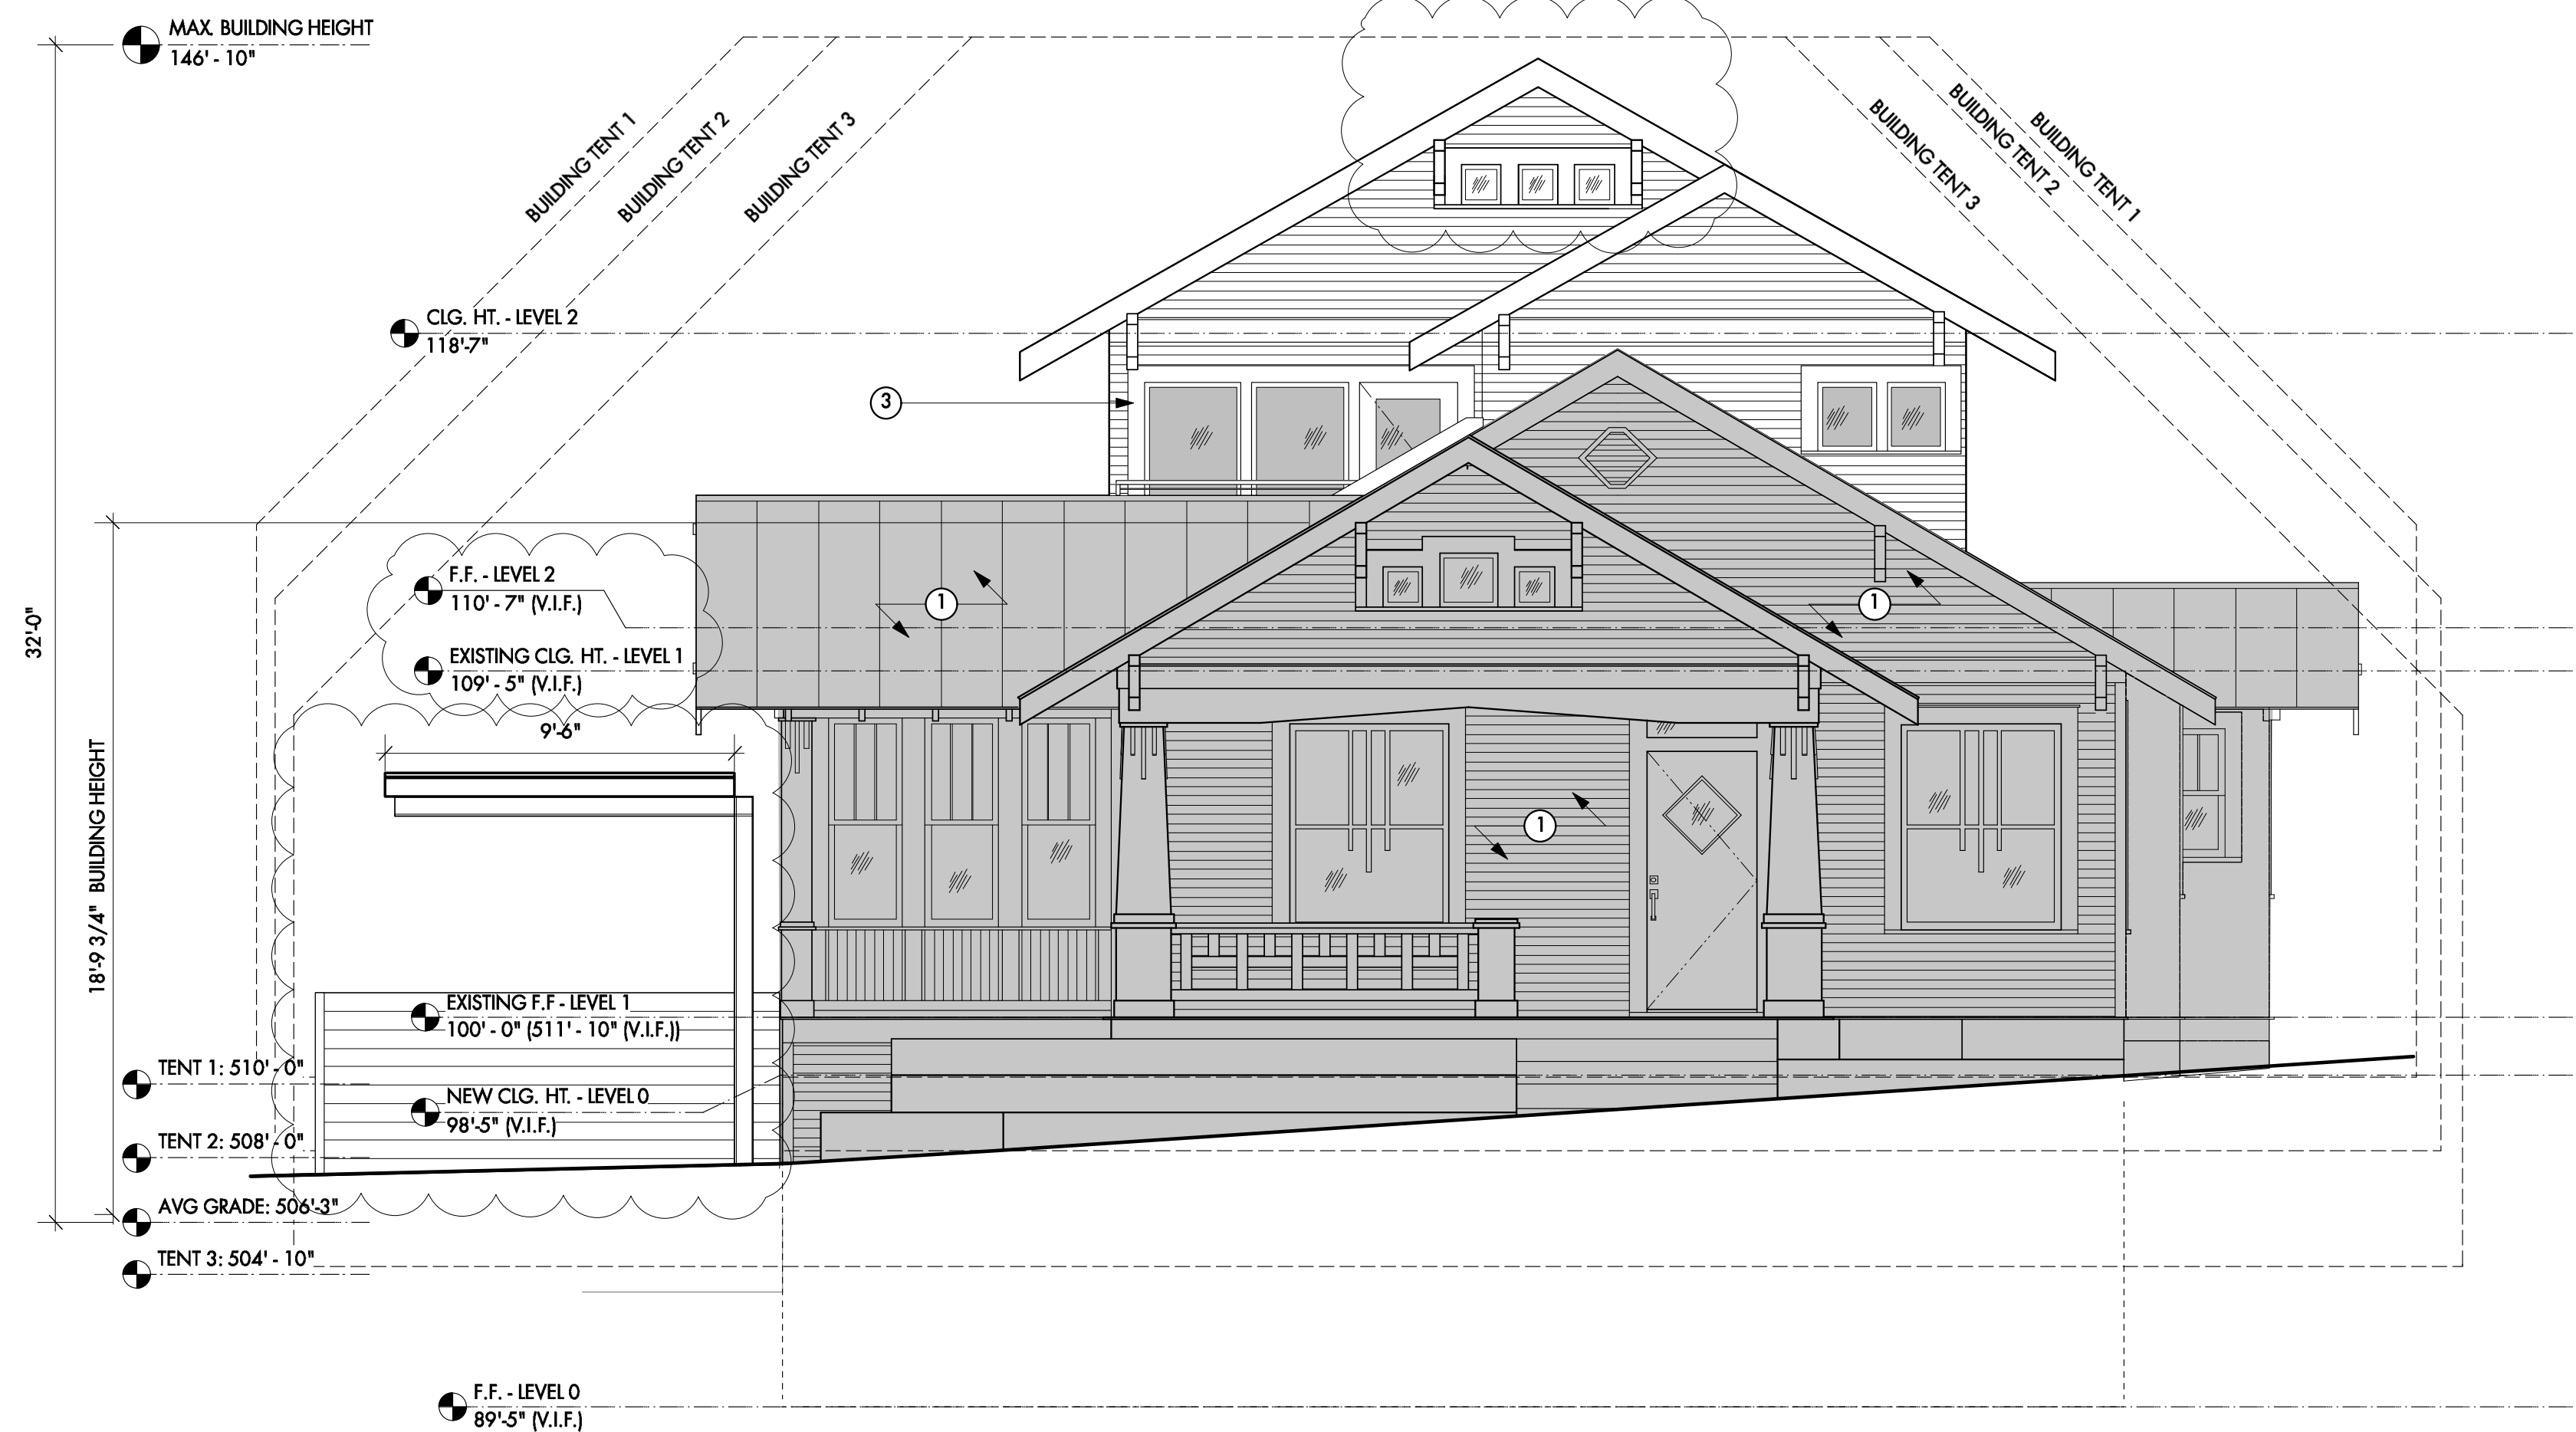 MAX. BUILDING HEIGHT
146' - 10"
BUILDING TENT 1
BUILDING TENT 2
BUILDING TENT 3
BUILDING TENT 3
BUILDING TENT 2
BUILDING TENT 1
CLG. HT. - LEVEL 2
118'-7"
3
F.F. - LEVEL 2
110' - 7" (V.I.F.)
1
1
32'-0"
EXISTING CLG. HT. - LEVEL 1
109' - 5" (V.I.F.)
9'-6"
18'-9 3/4" BUILDING HEIGHT
1
EXISTING F.F - LEVEL 1
100' - 0" (511' - 10" (V.I.F.))
TENT 1: 510' - 0"
NEW CLG. HT. - LEVEL 0
98'-5" (V.I.F.)
TENT 2: 508' - 0"
AVG GRADE: 506'-3"
TENT 3: 504' - 10"
F.F. - LEVEL 0
89'-5" (V.I.F.)